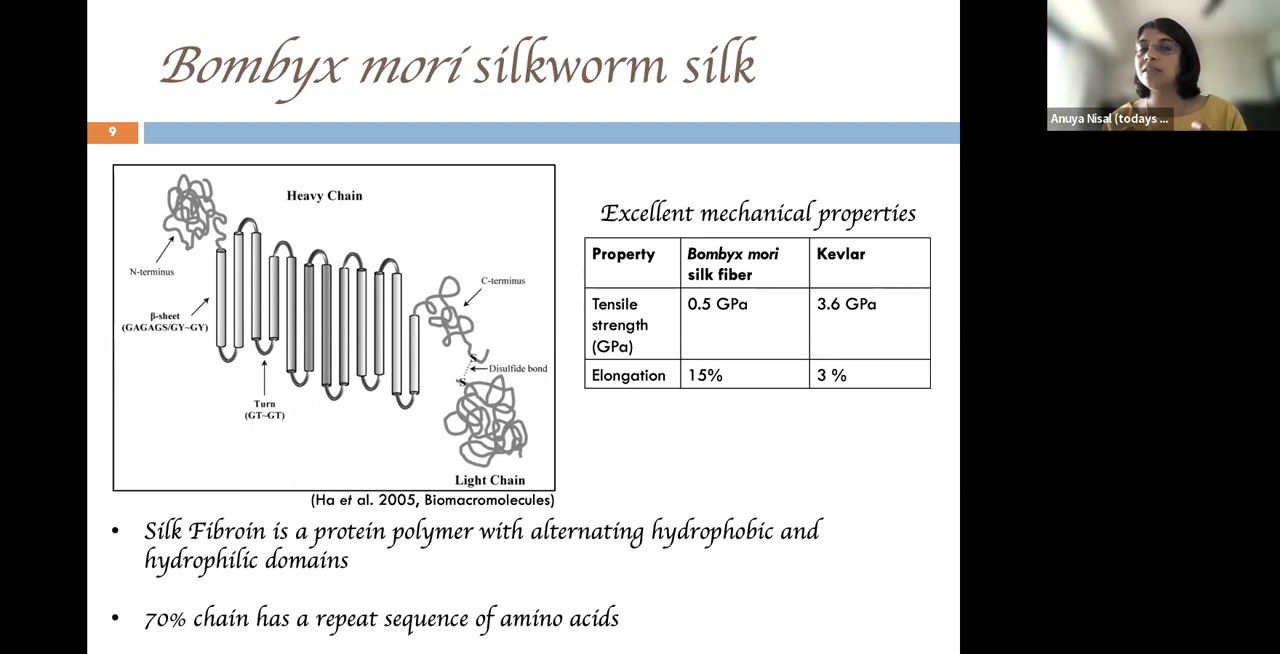 Bombyx mori silkworm silk
9
Heavy Chain
N-terminus
β-sheet
(GAGAGS/GY~GY)
Turn
(GT~GT)
C-terminus
S
Disulfide bond
S
Light Chain
(Ha et al. 2005, Biomacromolecules)
Excellent mechanical properties
Property Bombyx mori silk fiber Kevlar
Tensile strength (GPa) 0.5 GPa 3.6 GPa
Elongation 15% 3 %
• Silk Fibroin is a protein polymer with alternating hydrophobic and
hydrophilic domains
• 70% chain has a repeat sequence of amino acids
Anuya Nisal (todays ...